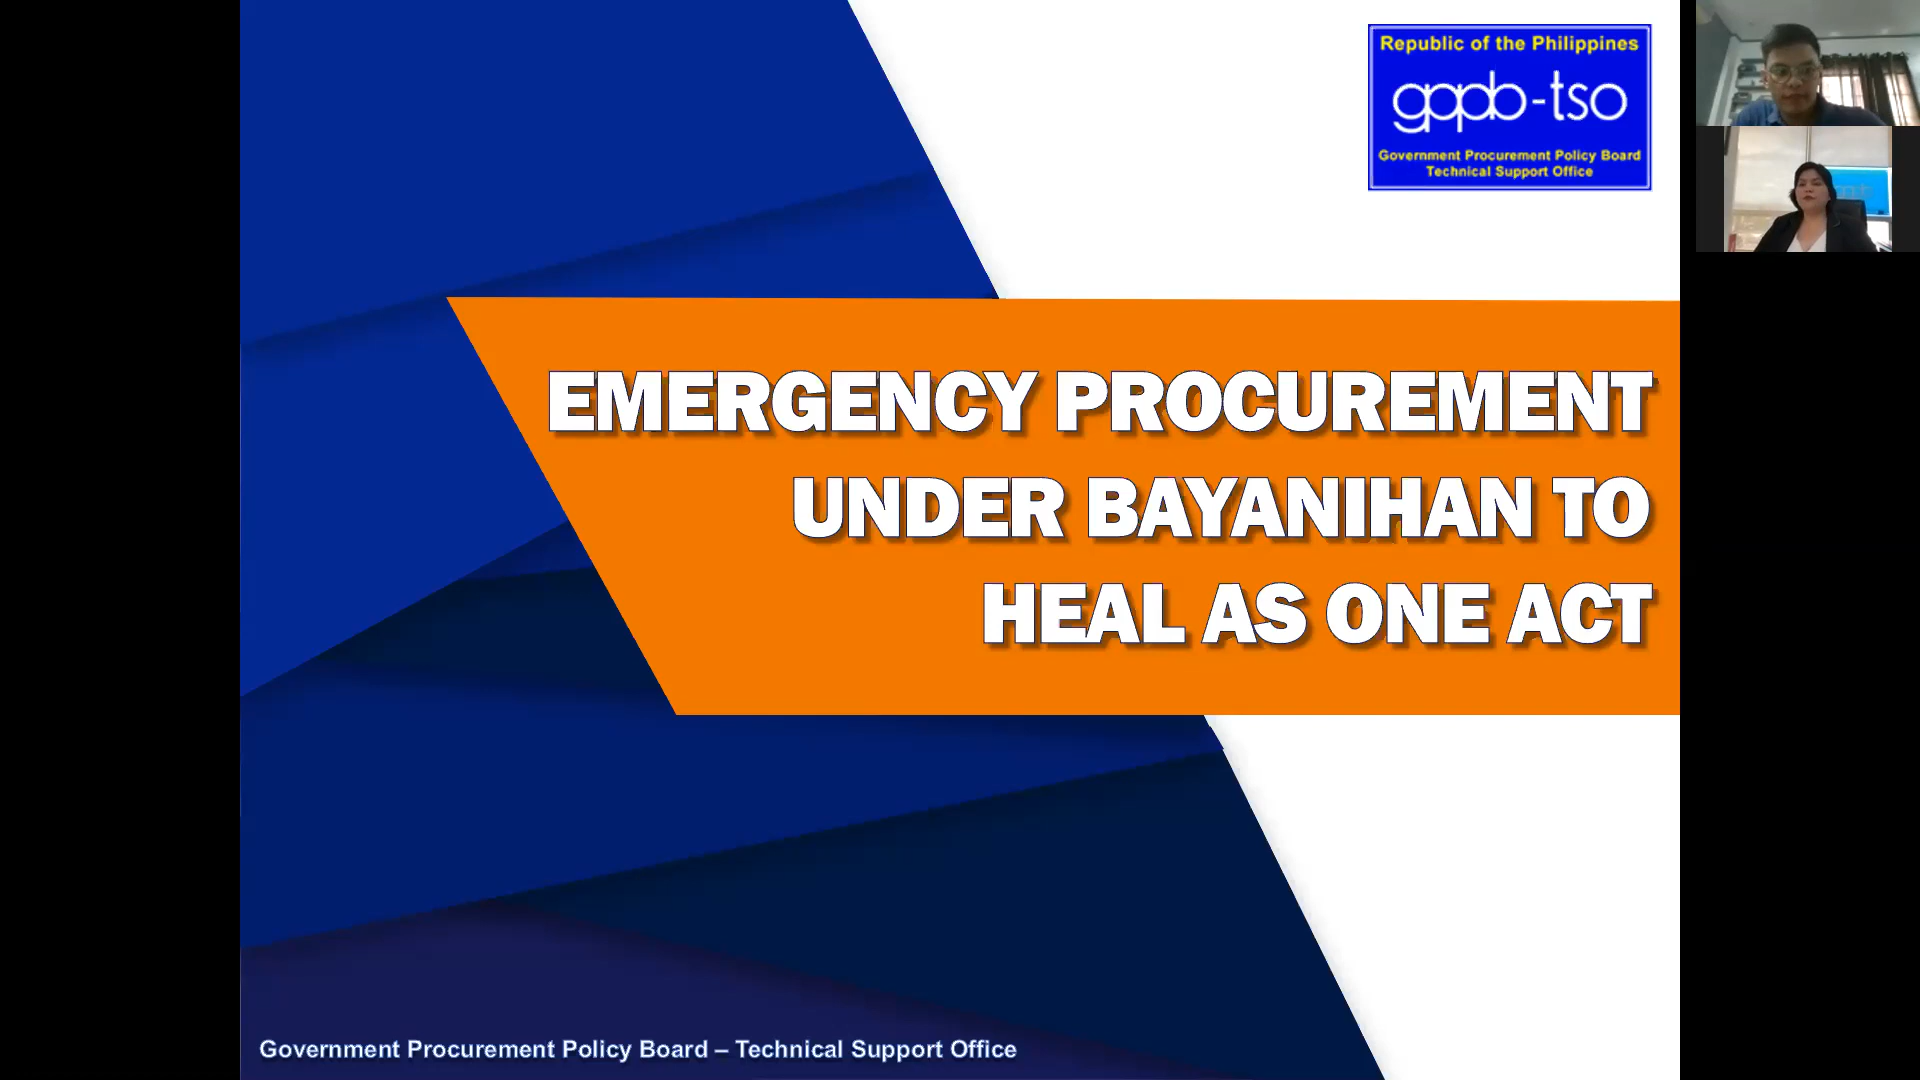 Republic of the Philippines
gppb-tso
Government Procurement Policy Board
Technical Support Office
EMERGENCY PROCUREMENT
UNDER BAYANIHAN TO
HEAL AS ONE ACT
Government Procurement Policy Board – Technical Support Office